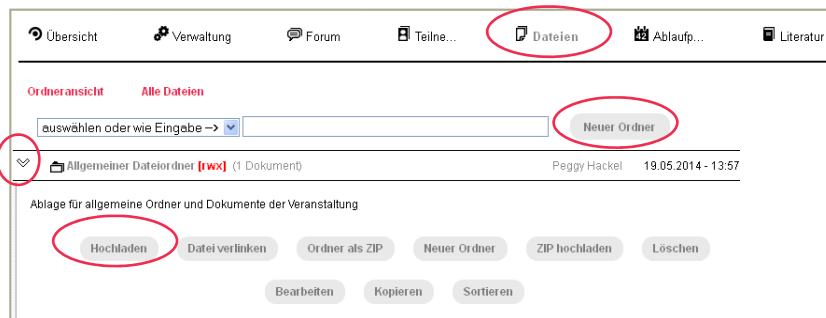 Übersicht Verwaltung Forum Teilne... Dateien 42 Ablaufp... Literatur
Ordneransicht Alle Dateien
auswählen oder wie Eingabe --> Neuer Ordner
Allgemeiner Dateiordner [rwx] (1 Dokument) Peggy Hackel 19.05.2014 - 13:57
Ablage für allgemeine Ordner und Dokumente der Veranstaltung
Hochladen Datei verlinken Ordner als ZIP Neuer Ordner ZIP hochladen Löschen
Bearbeiten Kopieren Sortieren